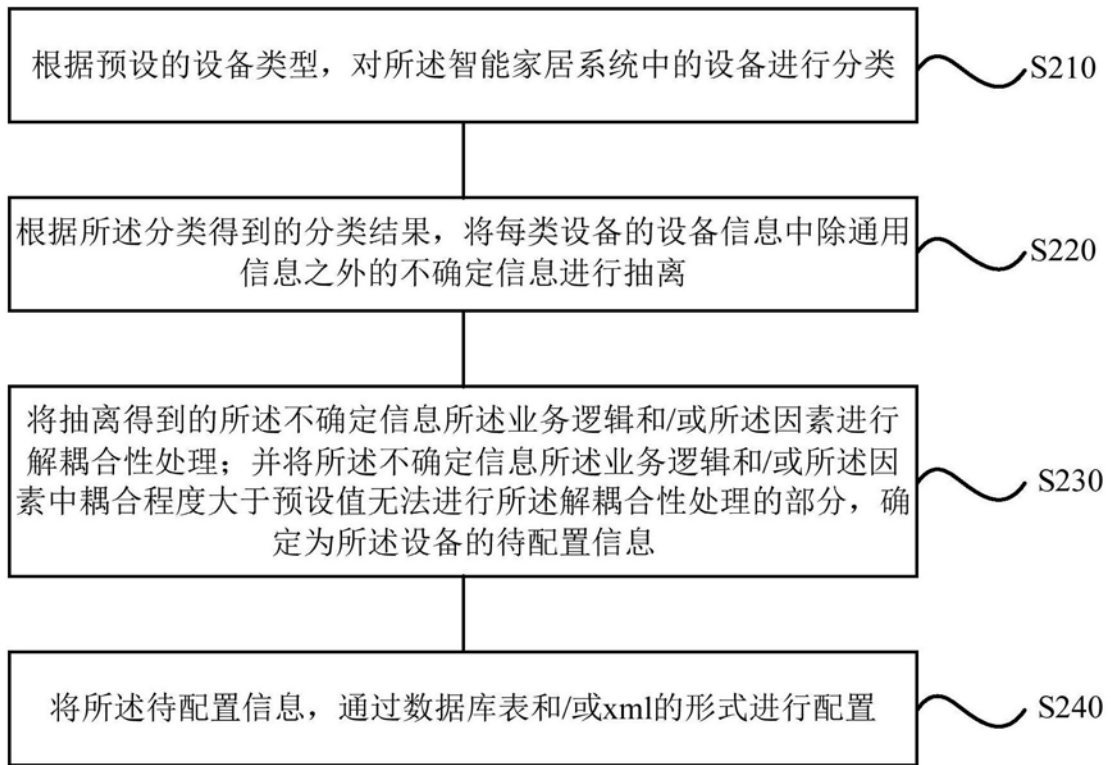 根据预设的设备类型，对所述智能家居系统中的设备进行分类
S210
根据所述分类得到的分类结果，将每类设备的设备信息中除通用
信息之外的不确定信息进行抽离
S220
将抽离得到的所述不确定信息所述业务逻辑和/或所述因素进行
解耦合性处理；并将所述不确定信息所述业务逻辑和/或所述因
素中耦合程度大于预设值无法进行所述解耦合性处理的部分，确
定为所述设备的待配置信息
S230
将所述待配置信息，通过数据库表和/或xml的形式进行配置
S240